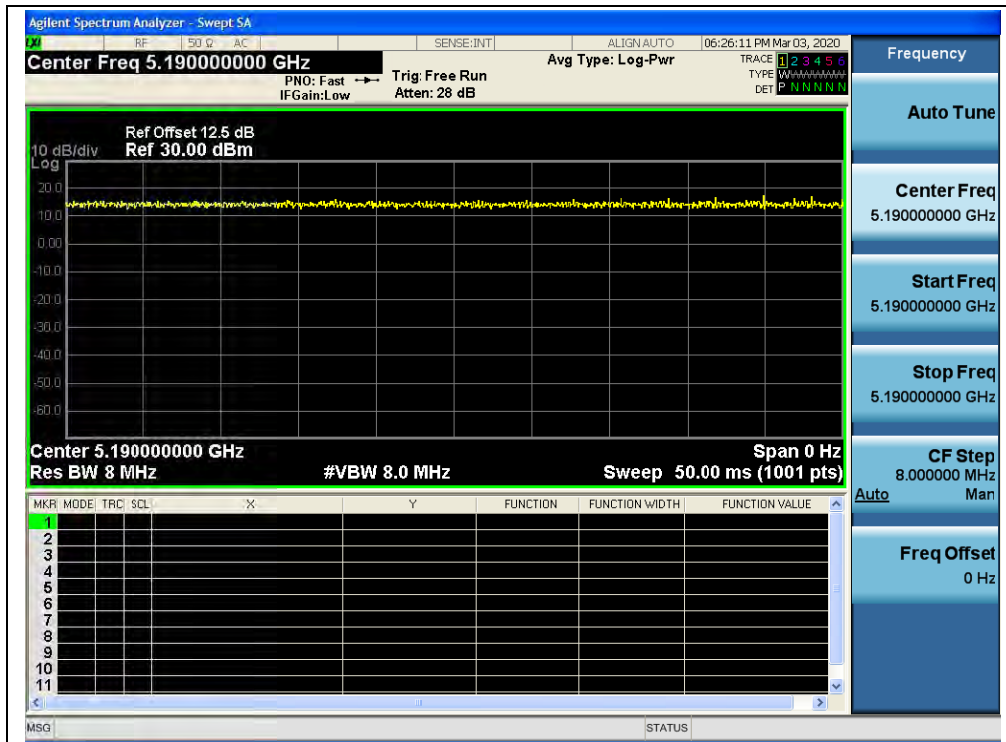 Agilent Spectrum Analyzer - Swept SA
LXI RF 50 Ω AC SENSE:INT ALIGN AUTO 06:26:11 PM Mar 03, 2020
Center Freq 5.190000000 GHz
PNO: Fast
IFGain:Low
Trig: Free Run
Atten: 28 dB
Avg Type: Log-Pwr
TRACE 1 2 3 4 5 6
TYPE WWWWWW
DET P N N N N N
Ref Offset 12.5 dB
10 dB/div Ref 30.00 dBm
Log
20.0
10.0
0.00
-10.0
-20.0
-30.0
-40.0
-50.0
-60.0
Center 5.190000000 GHz Span 0 Hz
Res BW 8 MHz #VBW 8.0 MHz Sweep 50.00 ms (1001 pts)
MKR MODE TRC SCL X Y FUNCTION FUNCTION WIDTH FUNCTION VALUE
1
2
3
4
5
6
7
8
9
10
11
MSG STATUS
Frequency
Auto Tune
Center Freq
5.190000000 GHz
Start Freq
5.190000000 GHz
Stop Freq
5.190000000 GHz
CF Step
8.000000 MHz
Auto Man
Freq Offset
0 Hz